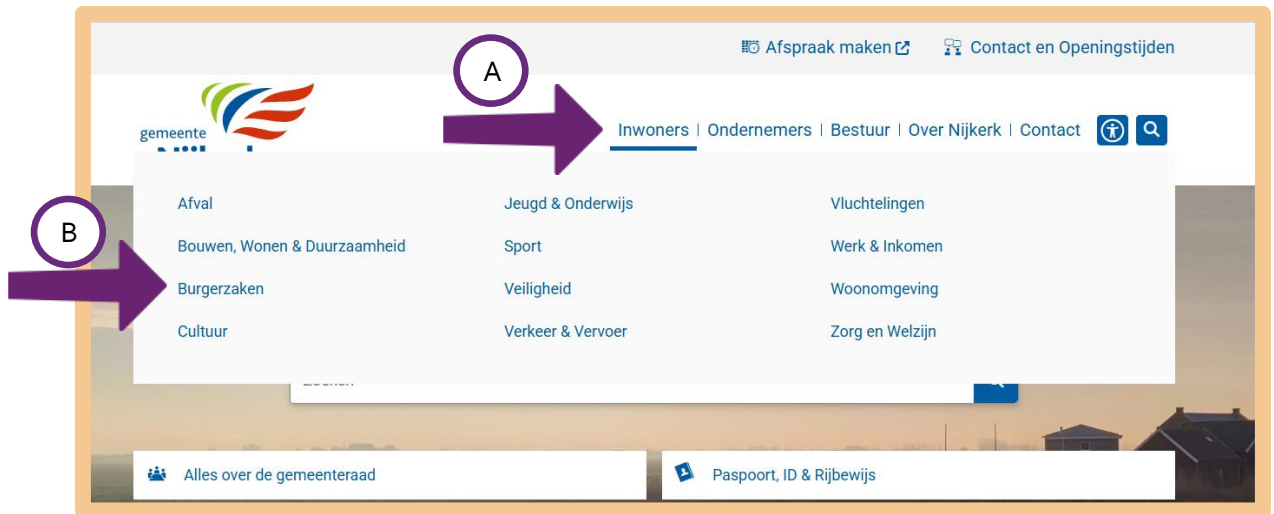 Afspraak maken Contact en Openingstijden
A
gemeente
Inwoners | Ondernemers | Bestuur | Over Nijkerk | Contact
B
Afval Jeugd & Onderwijs Vluchtelingen
Bouwen, Wonen & Duurzaamheid Sport Werk & Inkomen
Burgerzaken Veiligheid Woonomgeving
Cultuur Verkeer & Vervoer Zorg en Welzijn
Alles over de gemeenteraad Paspoort, ID & Rijbewijs